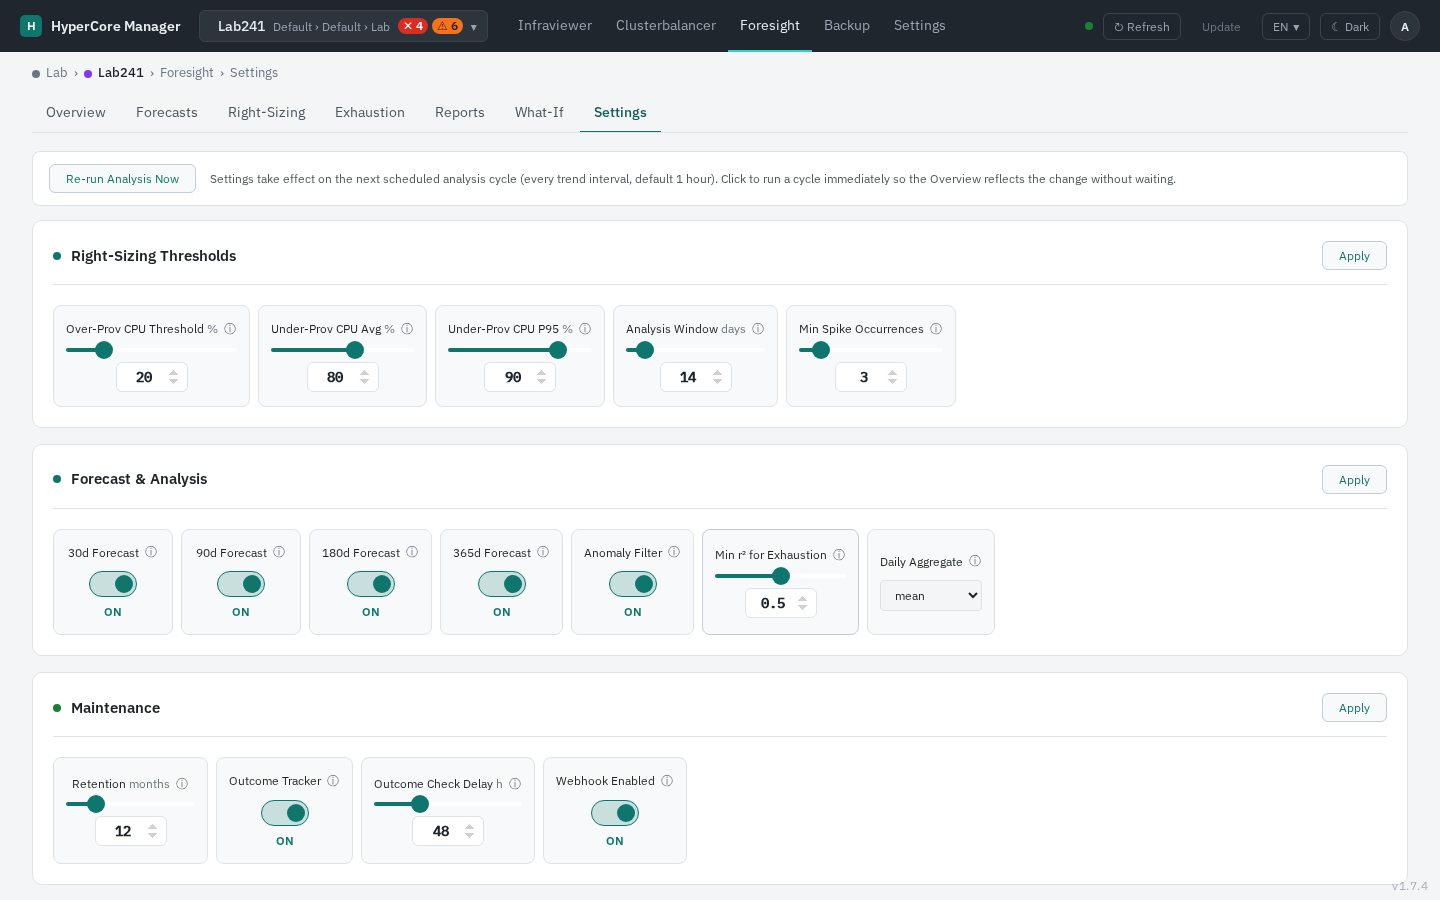 H HyperCore Manager Lab241 Default › Default › Lab ✕ 4 ⚠ 6 ▾ Infraviewer Clusterbalancer Foresight Backup Settings ↻ Refresh Update EN ▾ ☾ Dark A
Lab › Lab241 › Foresight › Settings
Overview Forecasts Right-Sizing Exhaustion Reports What-If Settings
Re-run Analysis Now Settings take effect on the next scheduled analysis cycle (every trend interval, default 1 hour). Click to run a cycle immediately so the Overview reflects the change without waiting.
Right-Sizing Thresholds Apply
Over-Prov CPU Threshold % ⓘ Under-Prov CPU Avg % ⓘ Under-Prov CPU P95 % ⓘ Analysis Window days ⓘ Min Spike Occurrences ⓘ
20 80 90 14 3
Forecast & Analysis Apply
30d Forecast ⓘ 90d Forecast ⓘ 180d Forecast ⓘ 365d Forecast ⓘ Anomaly Filter ⓘ Min r² for Exhaustion ⓘ Daily Aggregate ⓘ
ON ON ON ON ON 0.5 mean
Maintenance Apply
Retention months ⓘ Outcome Tracker ⓘ Outcome Check Delay h ⓘ Webhook Enabled ⓘ
12 ON 48 ON
v1.7.4